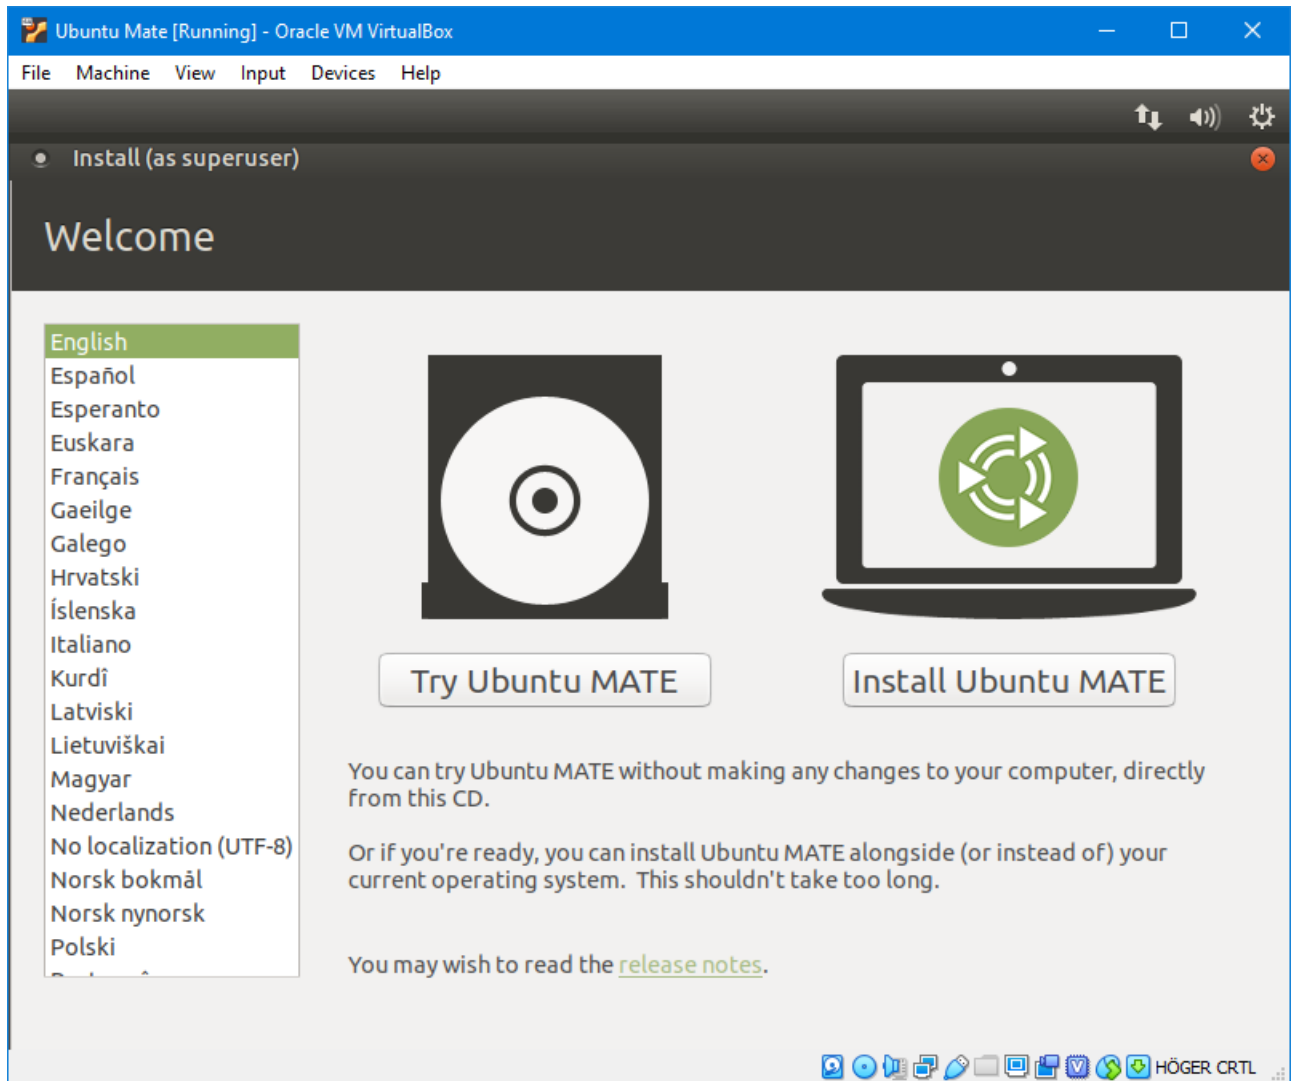 Ubuntu Mate [Running] - Oracle VM VirtualBox
File Machine View Input Devices Help
Install (as superuser)
Welcome
English
Español
Esperanto
Euskara
Français
Gaeilge
Galego
Hrvatski
Íslenska
Italiano
Kurdî
Latviski
Lietuviškai
Magyar
Nederlands
No localization (UTF-8)
Norsk bokmål
Norsk nynorsk
Polski
Try Ubuntu MATE
Install Ubuntu MATE
You can try Ubuntu MATE without making any changes to your computer, directly
from this CD.
Or if you're ready, you can install Ubuntu MATE alongside (or instead of) your
current operating system. This shouldn't take too long.
You may wish to read the release notes.
HÖGER CRTL